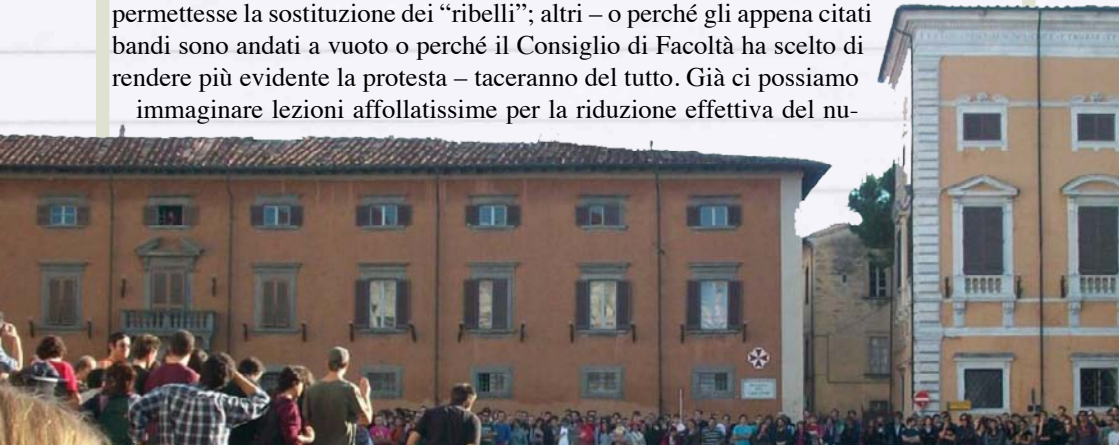 permettesse la sostituzione dei “ribelli”; altri – o perché gli appena citati
bandi sono andati a vuoto o perché il Consiglio di Facoltà ha scelto di
rendere più evidente la protesta – taceranno del tutto. Già ci possiamo
immaginare lezioni affollatissime per la riduzione effettiva del nu-